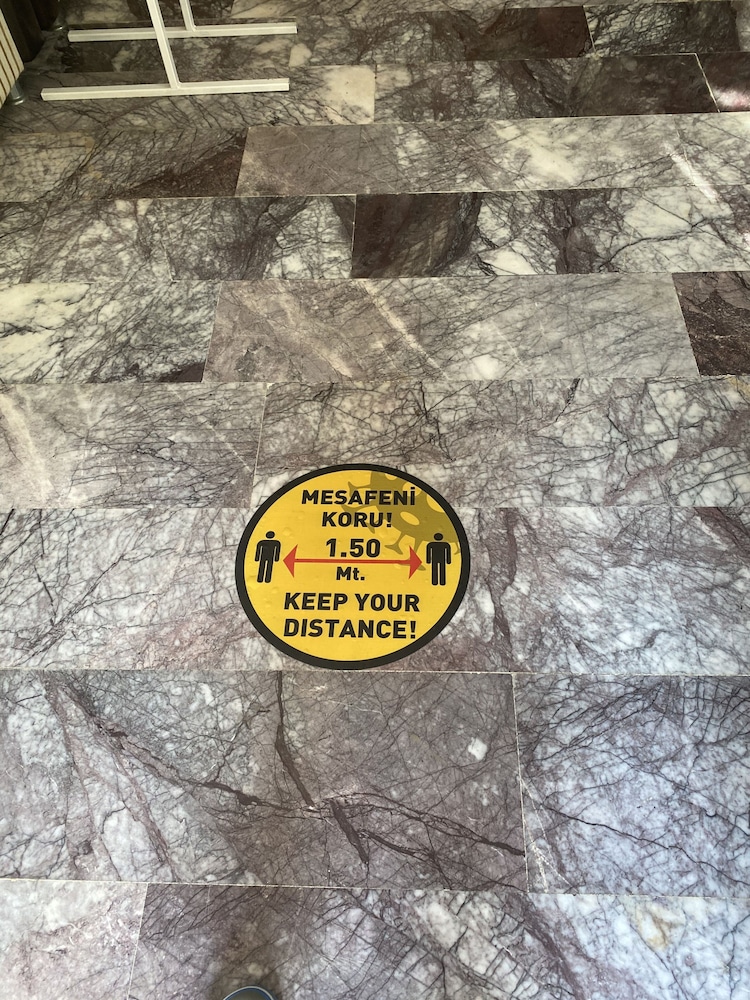 MESAFENİ
KORU!
1.50
Mt.
KEEP YOUR
DISTANCE!